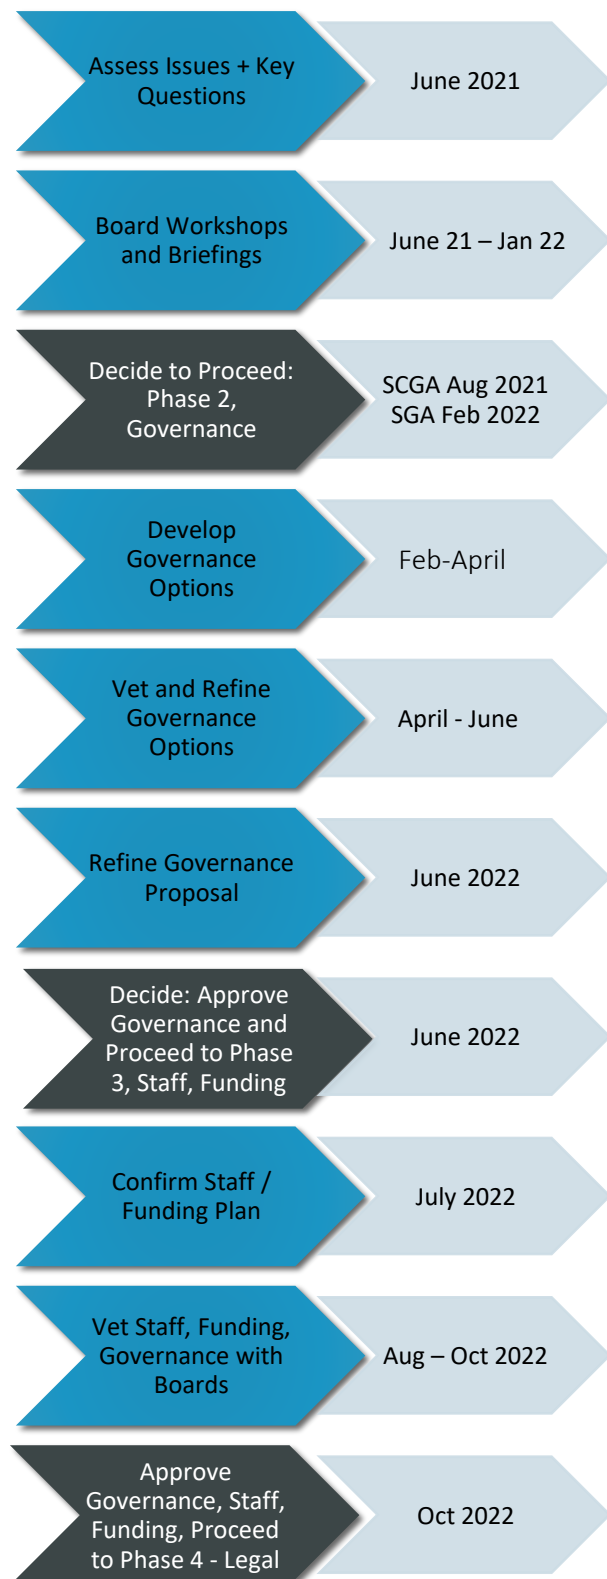 Assess Issues + Key
Questions
June 2021
Board Workshops
and Briefings
June 21 – Jan 22
Decide to Proceed:
Phase 2,
Governance
SCGA Aug 2021
SGA Feb 2022
Develop
Governance
Options
Feb-April
Vet and Refine
Governance
Options
April - June
Refine Governance
Proposal
June 2022
Decide: Approve
Governance and
Proceed to Phase
3, Staff, Funding
June 2022
Confirm Staff /
Funding Plan
July 2022
Vet Staff, Funding,
Governance with
Boards
Aug – Oct 2022
Approve
Governance, Staff,
Funding, Proceed
to Phase 4 - Legal
Oct 2022